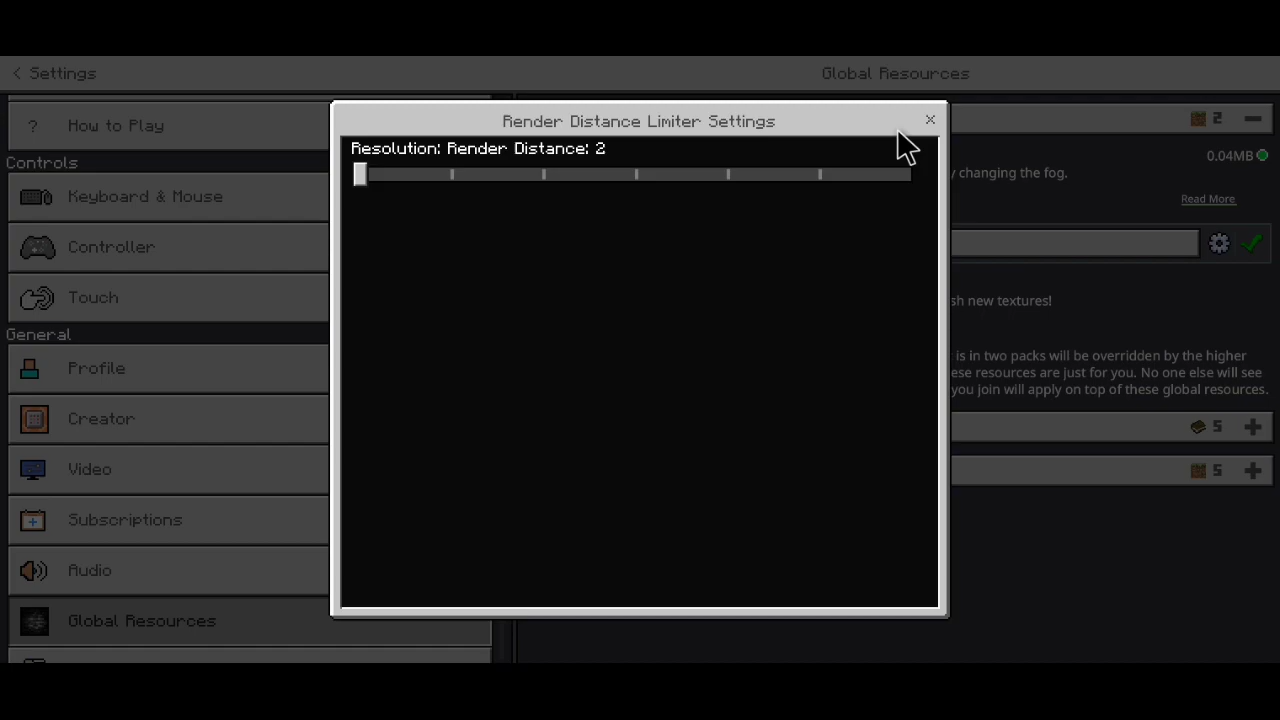 Settings
Global Resources
? How to Play
Controls
Keyboard & Mouse
Controller
Touch
General
Profile
Creator
Video
Subscriptions
Audio
Global Resources
Render Distance Limiter Settings
Resolution: Render Distance: 2
2
0.04MB
changing the fog.
Read More
new textures!
is in two packs will be overridden by the higher
resources are just for you. No one else will see
you join will apply on top of these global resources.
5
5